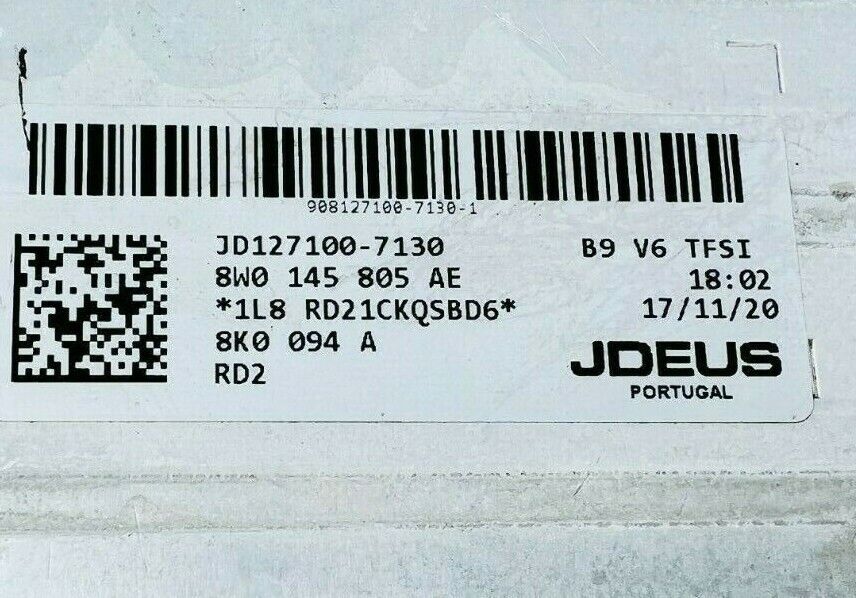 908127100-7130-1
JD127100-7130 B9 V6 TFSI
8W0 145 805 AE 18:02
*1L8 RD21CKQSBD6* 17/11/20
8K0 094 A
RD2
JDEUS
PORTUGAL